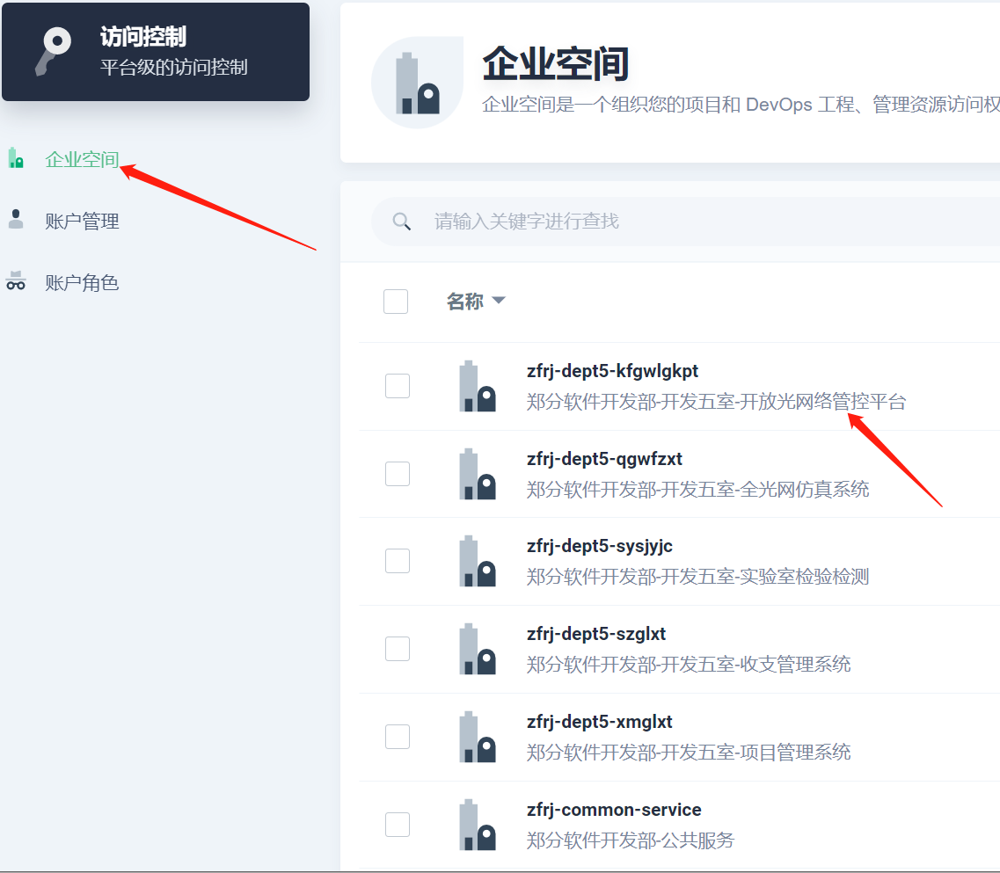 访问控制
平台级的访问控制
企业空间
账户管理
账户角色
企业空间
企业空间是一个组织您的项目和 DevOps 工程、管理资源访问权
请输入关键字进行查找
名称
zfrj-dept5-kfgwlgkpt
郑分软件开发部-开发五室-开放光网络管控平台
zfrj-dept5-qgwfzxt
郑分软件开发部-开发五室-全光网仿真系统
zfrj-dept5-sysjyjc
郑分软件开发部-开发五室-实验室检验检测
zfrj-dept5-szglxt
郑分软件开发部-开发五室-收支管理系统
zfrj-dept5-xmglxt
郑分软件开发部-开发五室-项目管理系统
zfrj-common-service
郑分软件开发部-公共服务